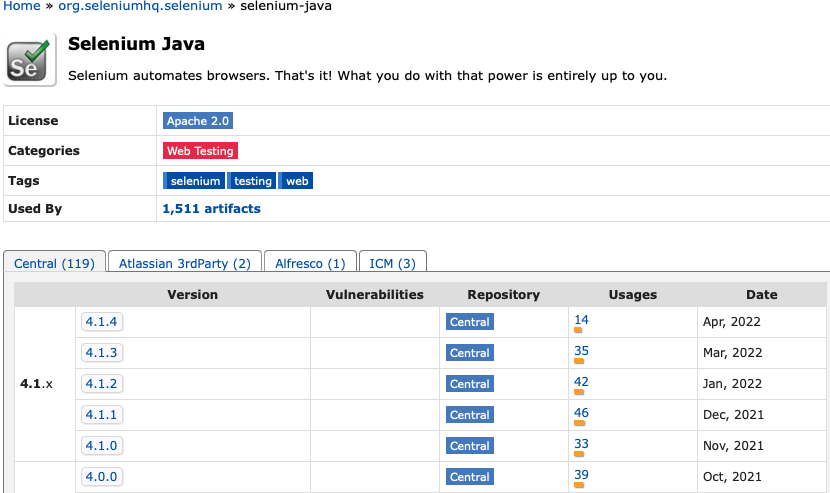 Home » org.seleniumhq.selenium » selenium-java
Se
Selenium Java
Selenium automates browsers. That's it! What you do with that power is entirely up to you.
License Apache 2.0
Categories Web Testing
Tags selenium testing web
Used By 1,511 artifacts
Central (119) Atlassian 3rdParty (2) Alfresco (1) ICM (3)
Version Vulnerabilities Repository Usages Date
4.1.4 Central 14 Apr, 2022
4.1.3 Central 35 Mar, 2022
4.1.x 4.1.2 Central 42 Jan, 2022
4.1.1 Central 46 Dec, 2021
4.1.0 Central 33 Nov, 2021
4.0.0 Central 39 Oct, 2021